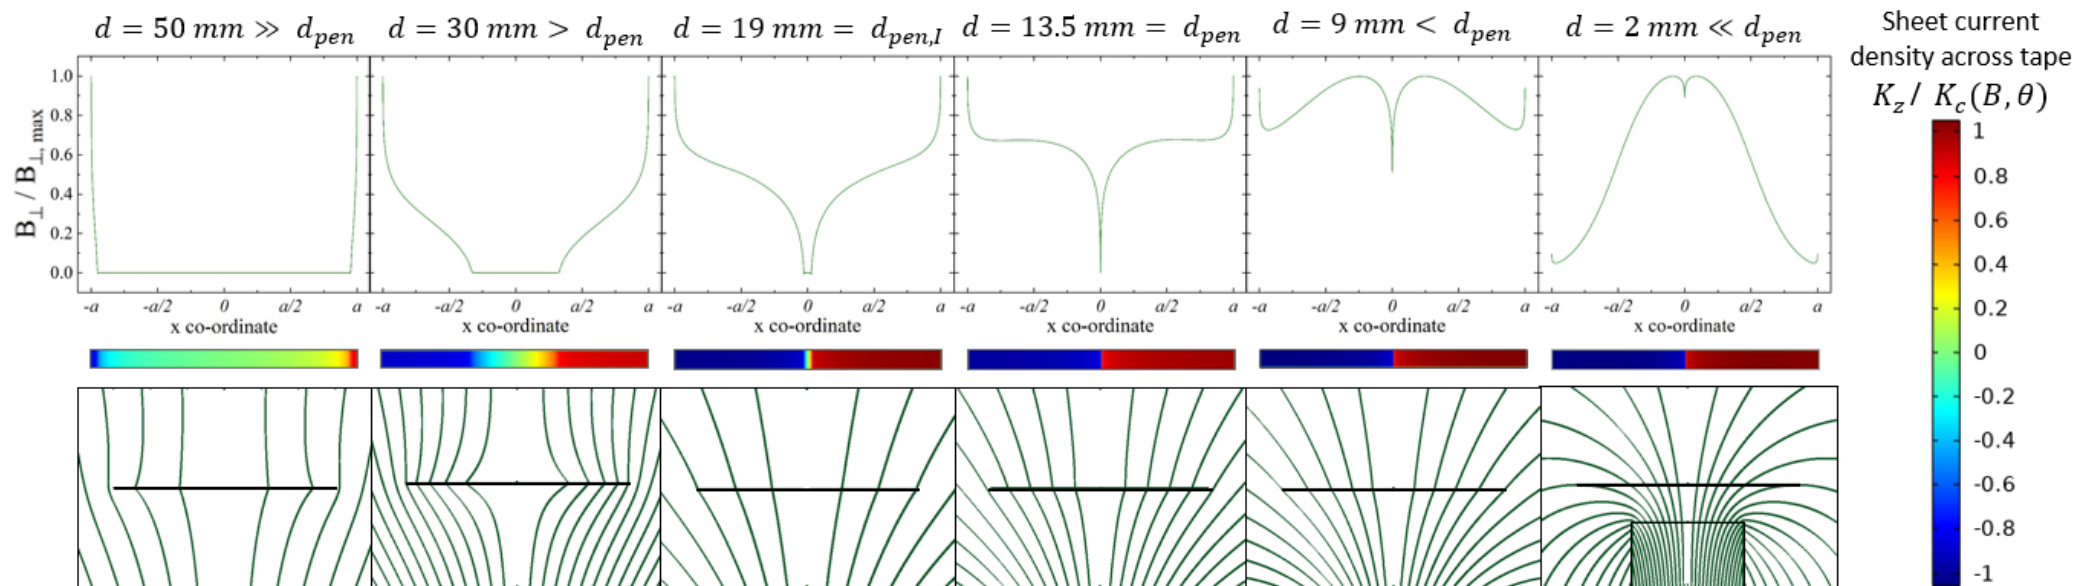 d = 50 mm ≫ d_pen
d = 30 mm > d_pen
d = 19 mm = d_pen,I
d = 13.5 mm = d_pen
d = 9 mm < d_pen
d = 2 mm ≪ d_pen
Sheet current
density across tape
K_z / K_c(B, θ)
B⊥ / B⊥, max
1.0
0.8
0.6
0.4
0.2
0.0
-a -a/2 0 a/2 a
x co-ordinate
-a -a/2 0 a/2 a
x co-ordinate
-a -a/2 0 a/2 a
x co-ordinate
-a -a/2 0 a/2 a
x co-ordinate
-a -a/2 0 a/2 a
x co-ordinate
-a -a/2 0 a/2 a
x co-ordinate
1
0.8
0.6
0.4
0.2
0
-0.2
-0.4
-0.6
-0.8
-1